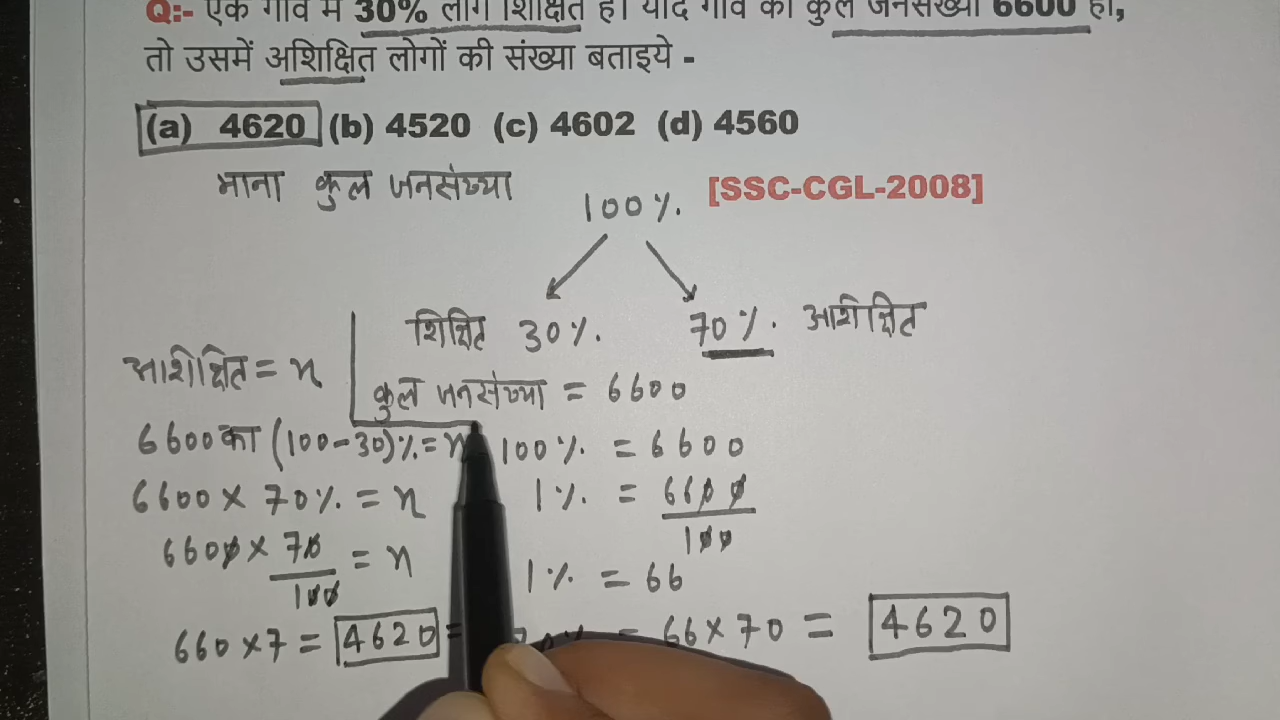 Q:- एक गांव में 30% लोग शिक्षित हैं। यदि गांव की कुल जनसंख्या 6600 हो,
तो उसमें अशिक्षित लोगों की संख्या बताइये -
(a) 4620 (b) 4520 (c) 4602 (d) 4560
माना कुल जनसंख्या
[SSC-CGL-2008]
100%.
शिक्षित 30%. 70%. अशिक्षित
अशिक्षित = x
कुल जनसंख्या = 6600
6600 का (100-30)% = x
100% = 6600
6600 × 70% = x
1% = 6600/100
6600 × 70/100 = x
1% = 66
660 × 7 = 4620 =
= 66 × 70 = 4620